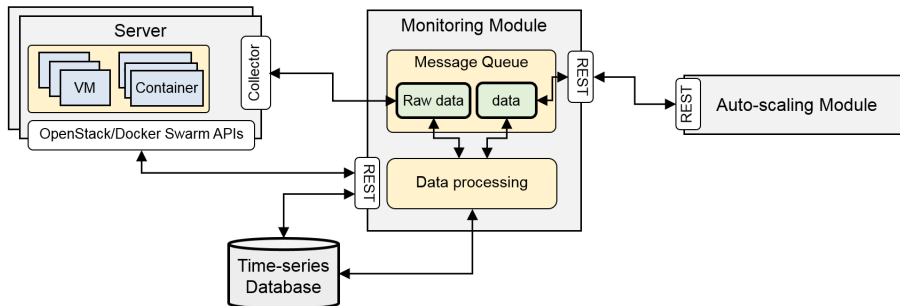 Server
VM
Container
Collector
OpenStack/Docker Swarm APIs
Monitoring Module
Message Queue
Raw data
data
REST
REST
Data processing
REST
Auto-scaling Module
Time-series
Database